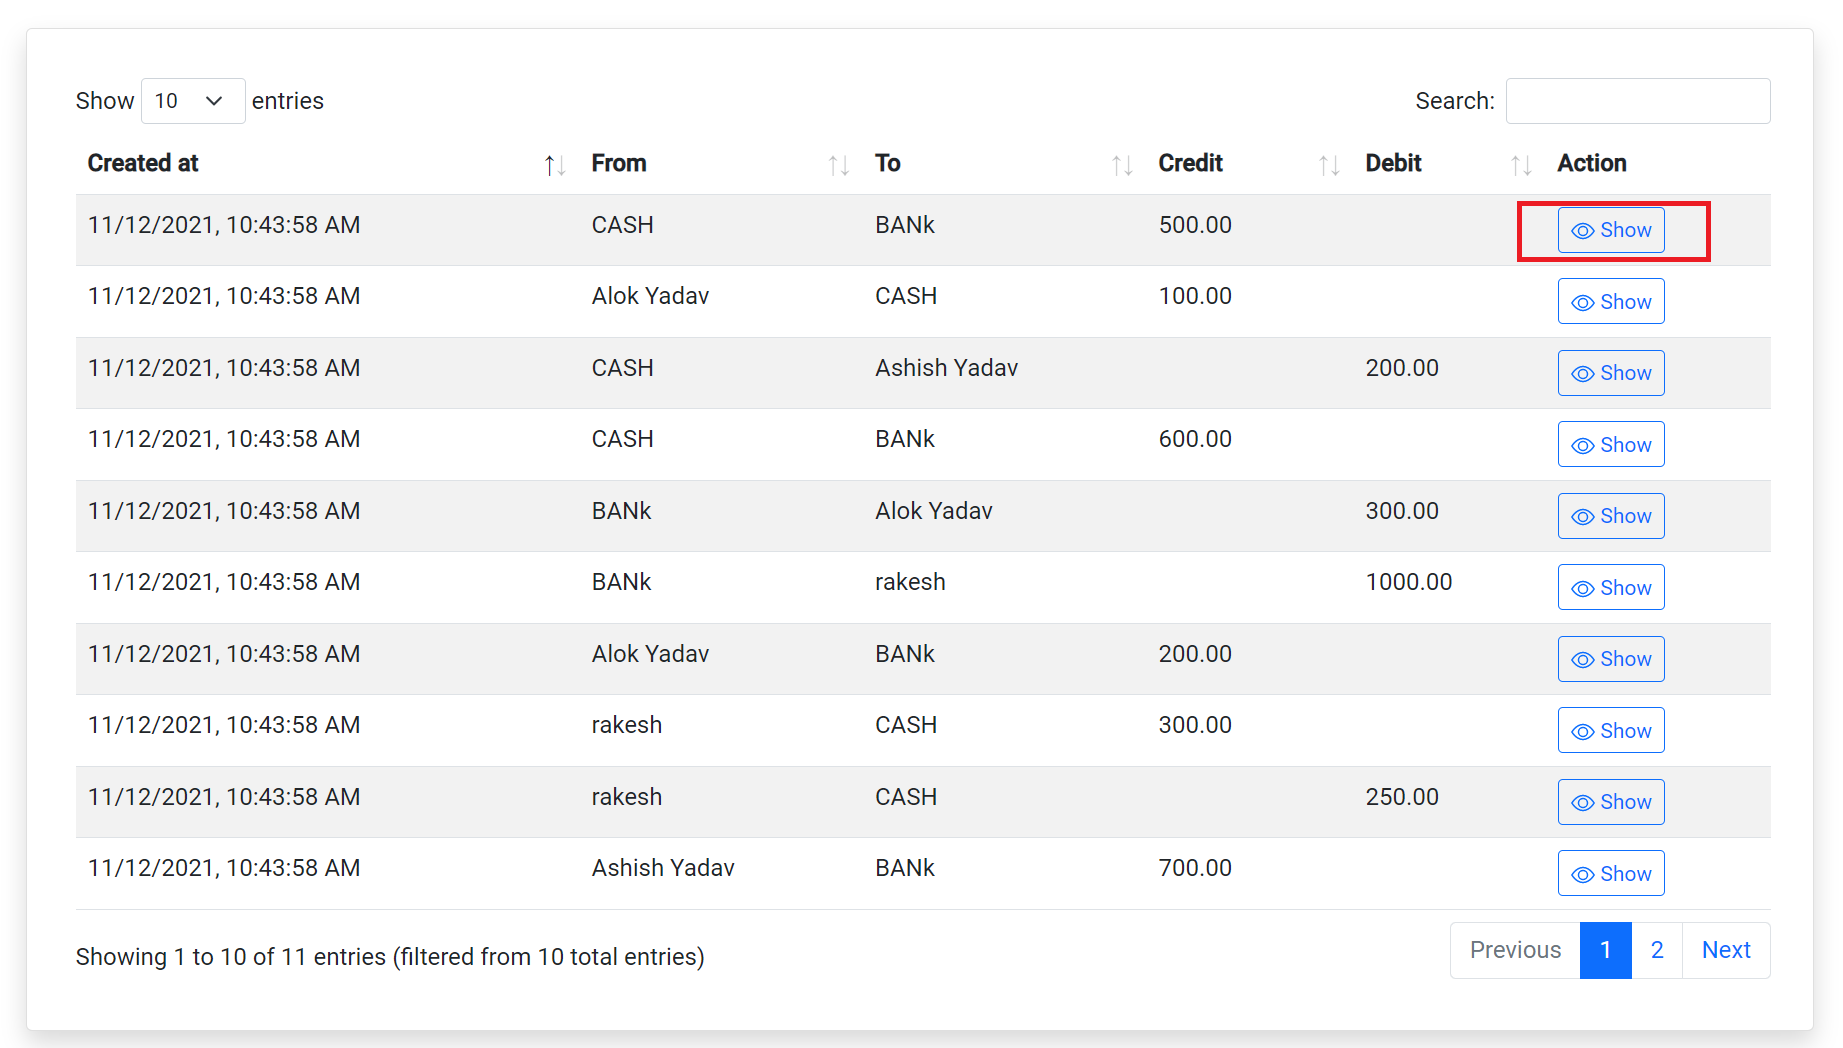 Show 10 entries Search:
Created at From To Credit Debit Action
11/12/2021, 10:43:58 AM CASH BANk 500.00 Show
11/12/2021, 10:43:58 AM Alok Yadav CASH 100.00 Show
11/12/2021, 10:43:58 AM CASH Ashish Yadav 200.00 Show
11/12/2021, 10:43:58 AM CASH BANk 600.00 Show
11/12/2021, 10:43:58 AM BANk Alok Yadav 300.00 Show
11/12/2021, 10:43:58 AM BANk rakesh 1000.00 Show
11/12/2021, 10:43:58 AM Alok Yadav BANk 200.00 Show
11/12/2021, 10:43:58 AM rakesh CASH 300.00 Show
11/12/2021, 10:43:58 AM rakesh CASH 250.00 Show
11/12/2021, 10:43:58 AM Ashish Yadav BANk 700.00 Show
Showing 1 to 10 of 11 entries (filtered from 10 total entries) Previous 1 2 Next